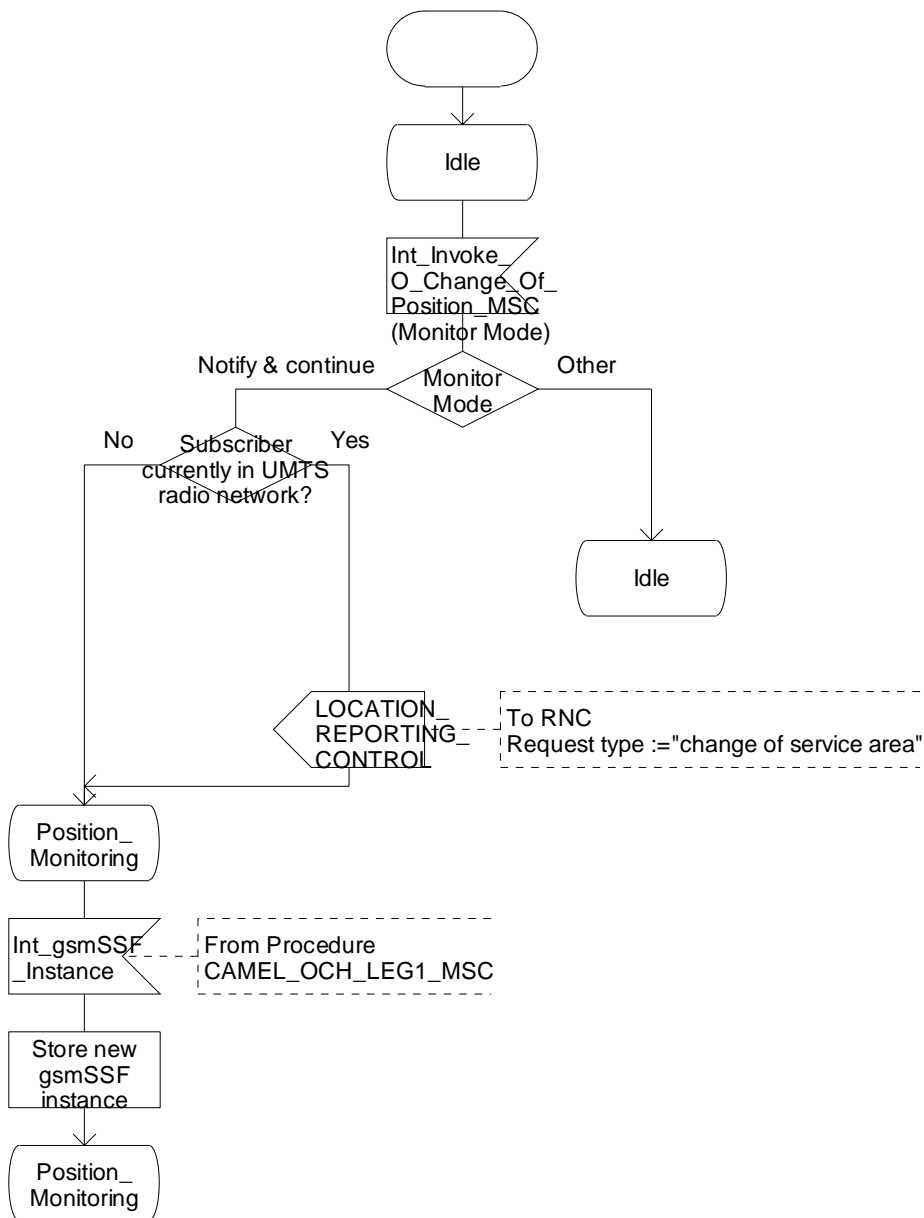 Idle
Int_Invoke_
O_Change_Of_
Position_MSC
(Monitor Mode)
Notify & continue
Monitor
Mode
Other
No
Subscriber
currently in UMTS
radio network?
Yes
Idle
LOCATION_
REPORTING_
CONTROL
To RNC
Request type :="change of service area"
Position_
Monitoring
Int_gsmSSF
_Instance
From Procedure
CAMEL_OCH_LEG1_MSC
Store new
gsmSSF
instance
Position_
Monitoring